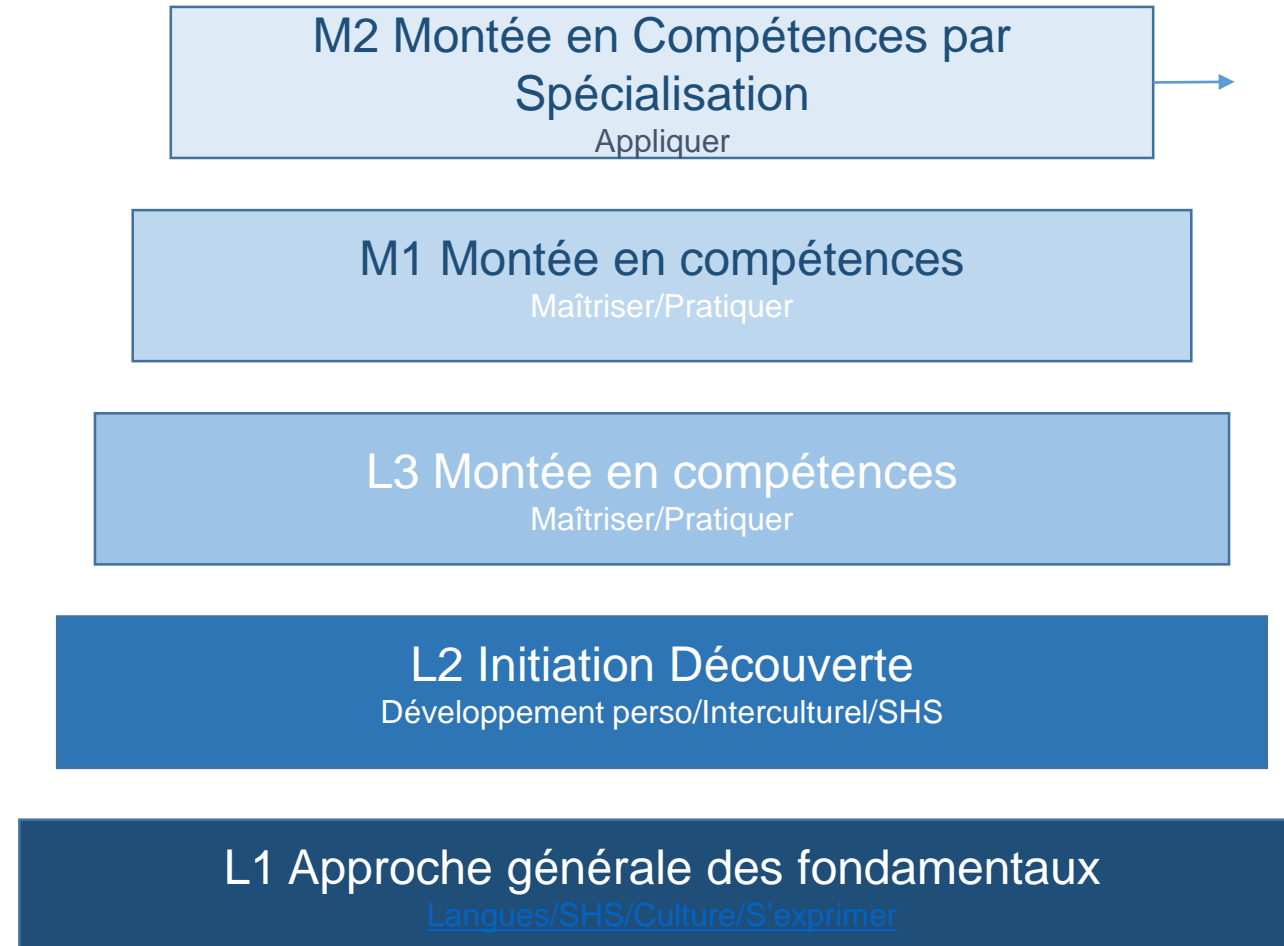 M2 Montée en Compétences par
Spécialisation
Appliquer
M1 Montée en compétences
Maîtriser/Pratiquer
L3 Montée en compétences
Maîtriser/Pratiquer
L2 Initiation Découverte
Développement perso/Interculturel/SHS
L1 Approche générale des fondamentaux
Langues/SHS/Culture/S'exprimer